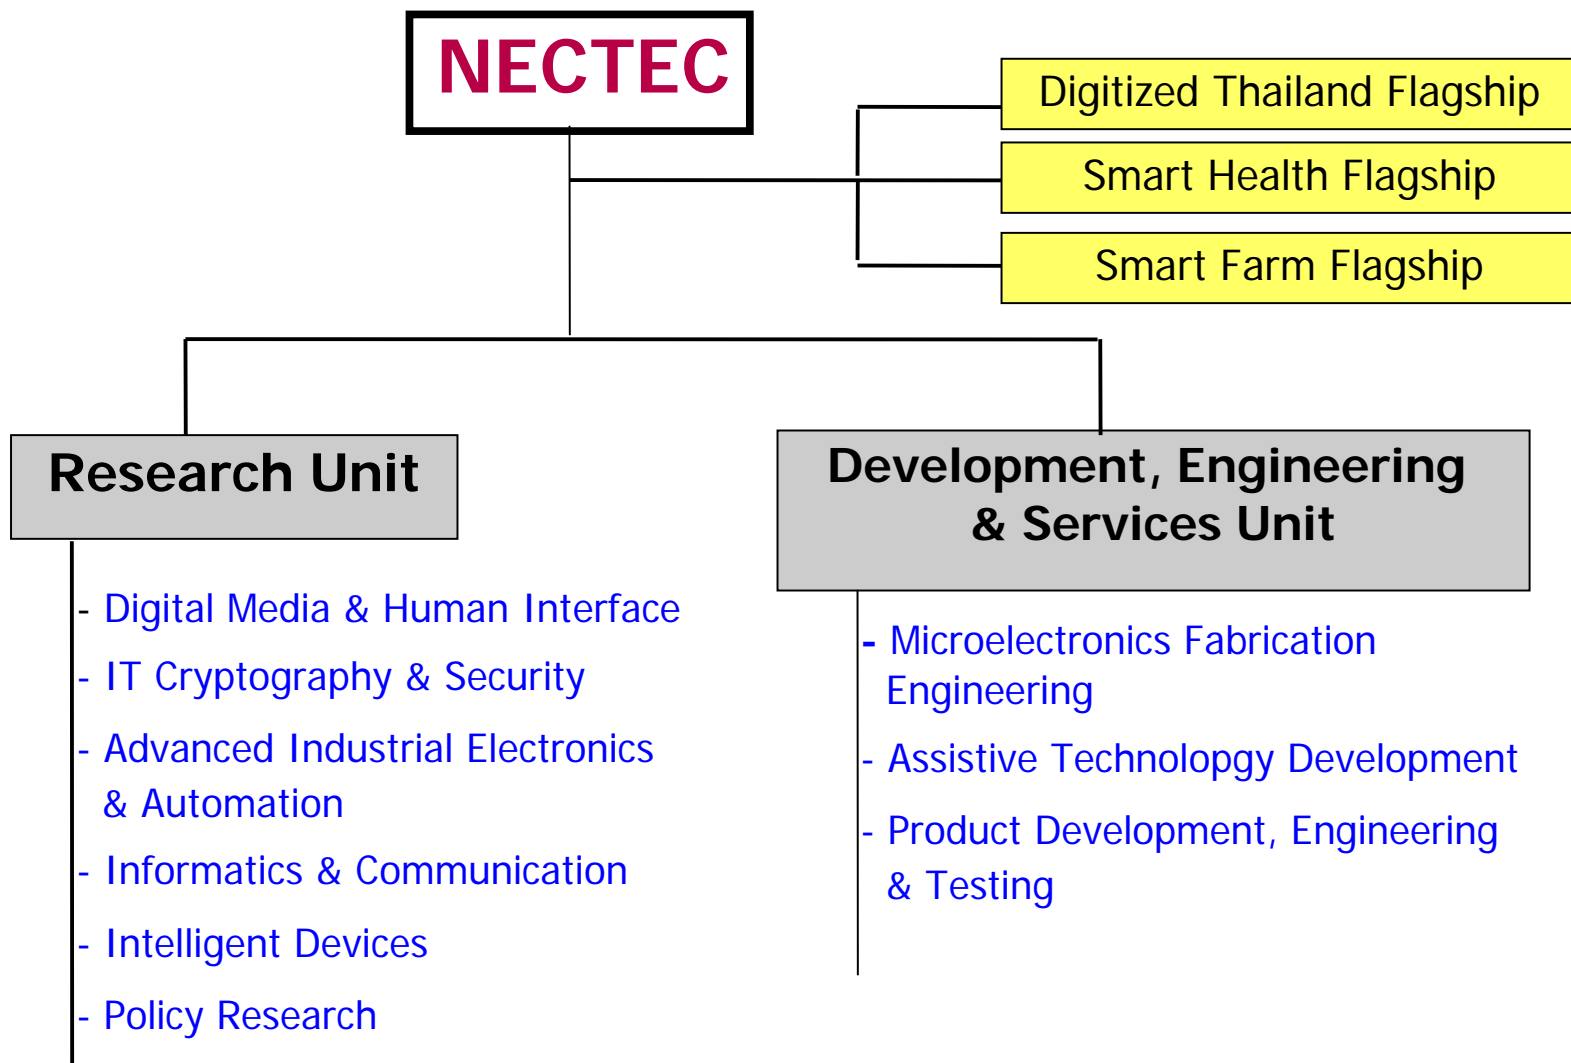 NECTEC
Digitized Thailand Flagship
Smart Health Flagship
Smart Farm Flagship
Research Unit
- Digital Media & Human Interface
- IT Cryptography & Security
- Advanced Industrial Electronics
& Automation
- Informatics & Communication
- Intelligent Devices
- Policy Research
Development, Engineering
& Services Unit
- Microelectronics Fabrication
Engineering
- Assistive Technolopgy Development
- Product Development, Engineering
& Testing